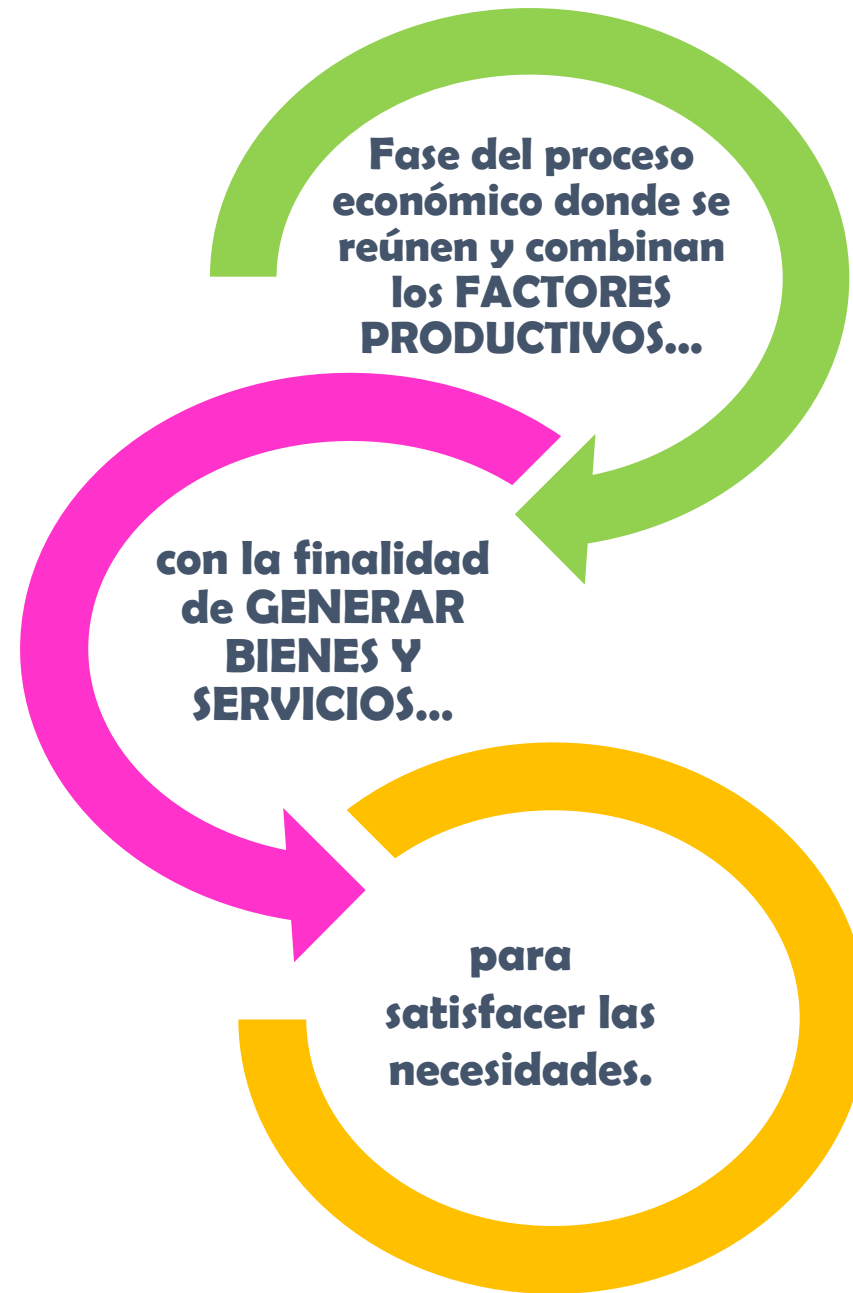 Fase del proceso
económico donde se
reúnen y combinan
los FACTORES
PRODUCTIVOS...
con la finalidad
de GENERAR
BIENES Y
SERVICIOS...
para
satisfacer las
necesidades.